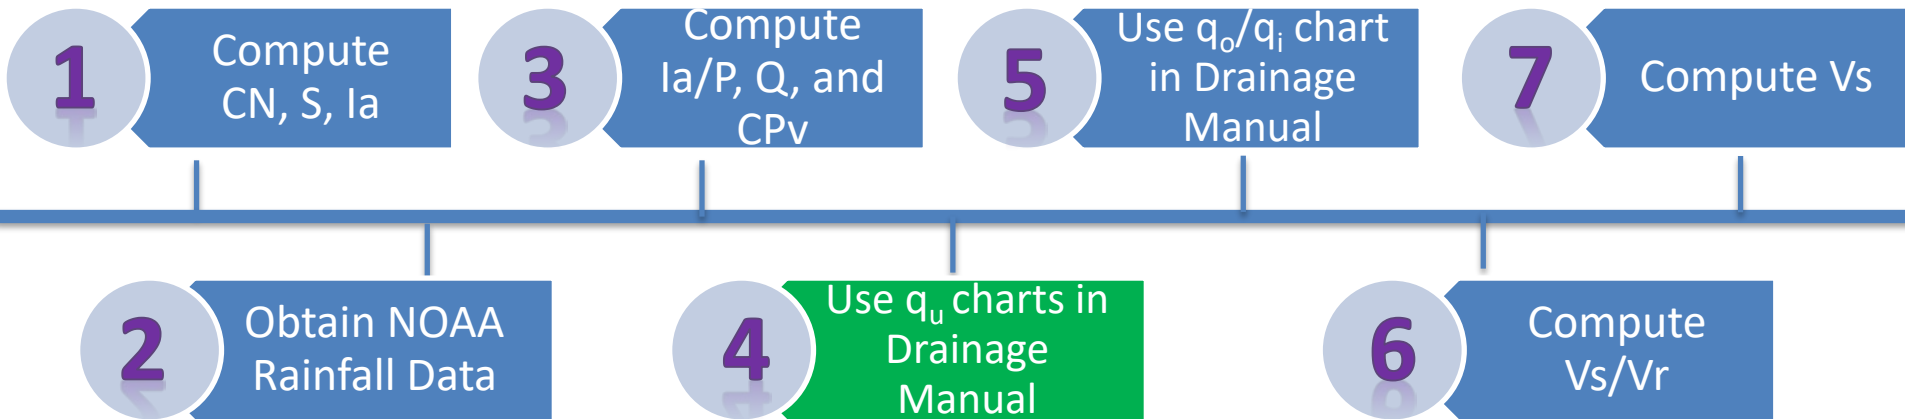 1
Compute
CN, S, Ia
2
Obtain NOAA
Rainfall Data
3
Compute
Ia/P, Q, and
CPv
4
Use qu charts in
Drainage
Manual
5
Use qo/qi chart
in Drainage
Manual
6
Compute
Vs/Vr
7
Compute Vs